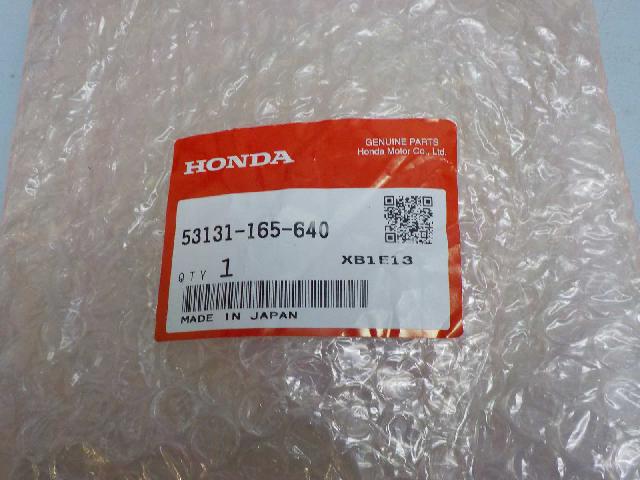 HONDA
GENUINE PARTS
Honda Motor Co., Ltd.
53131-165-640
QTY 1
XB1E13
MADE IN JAPAN